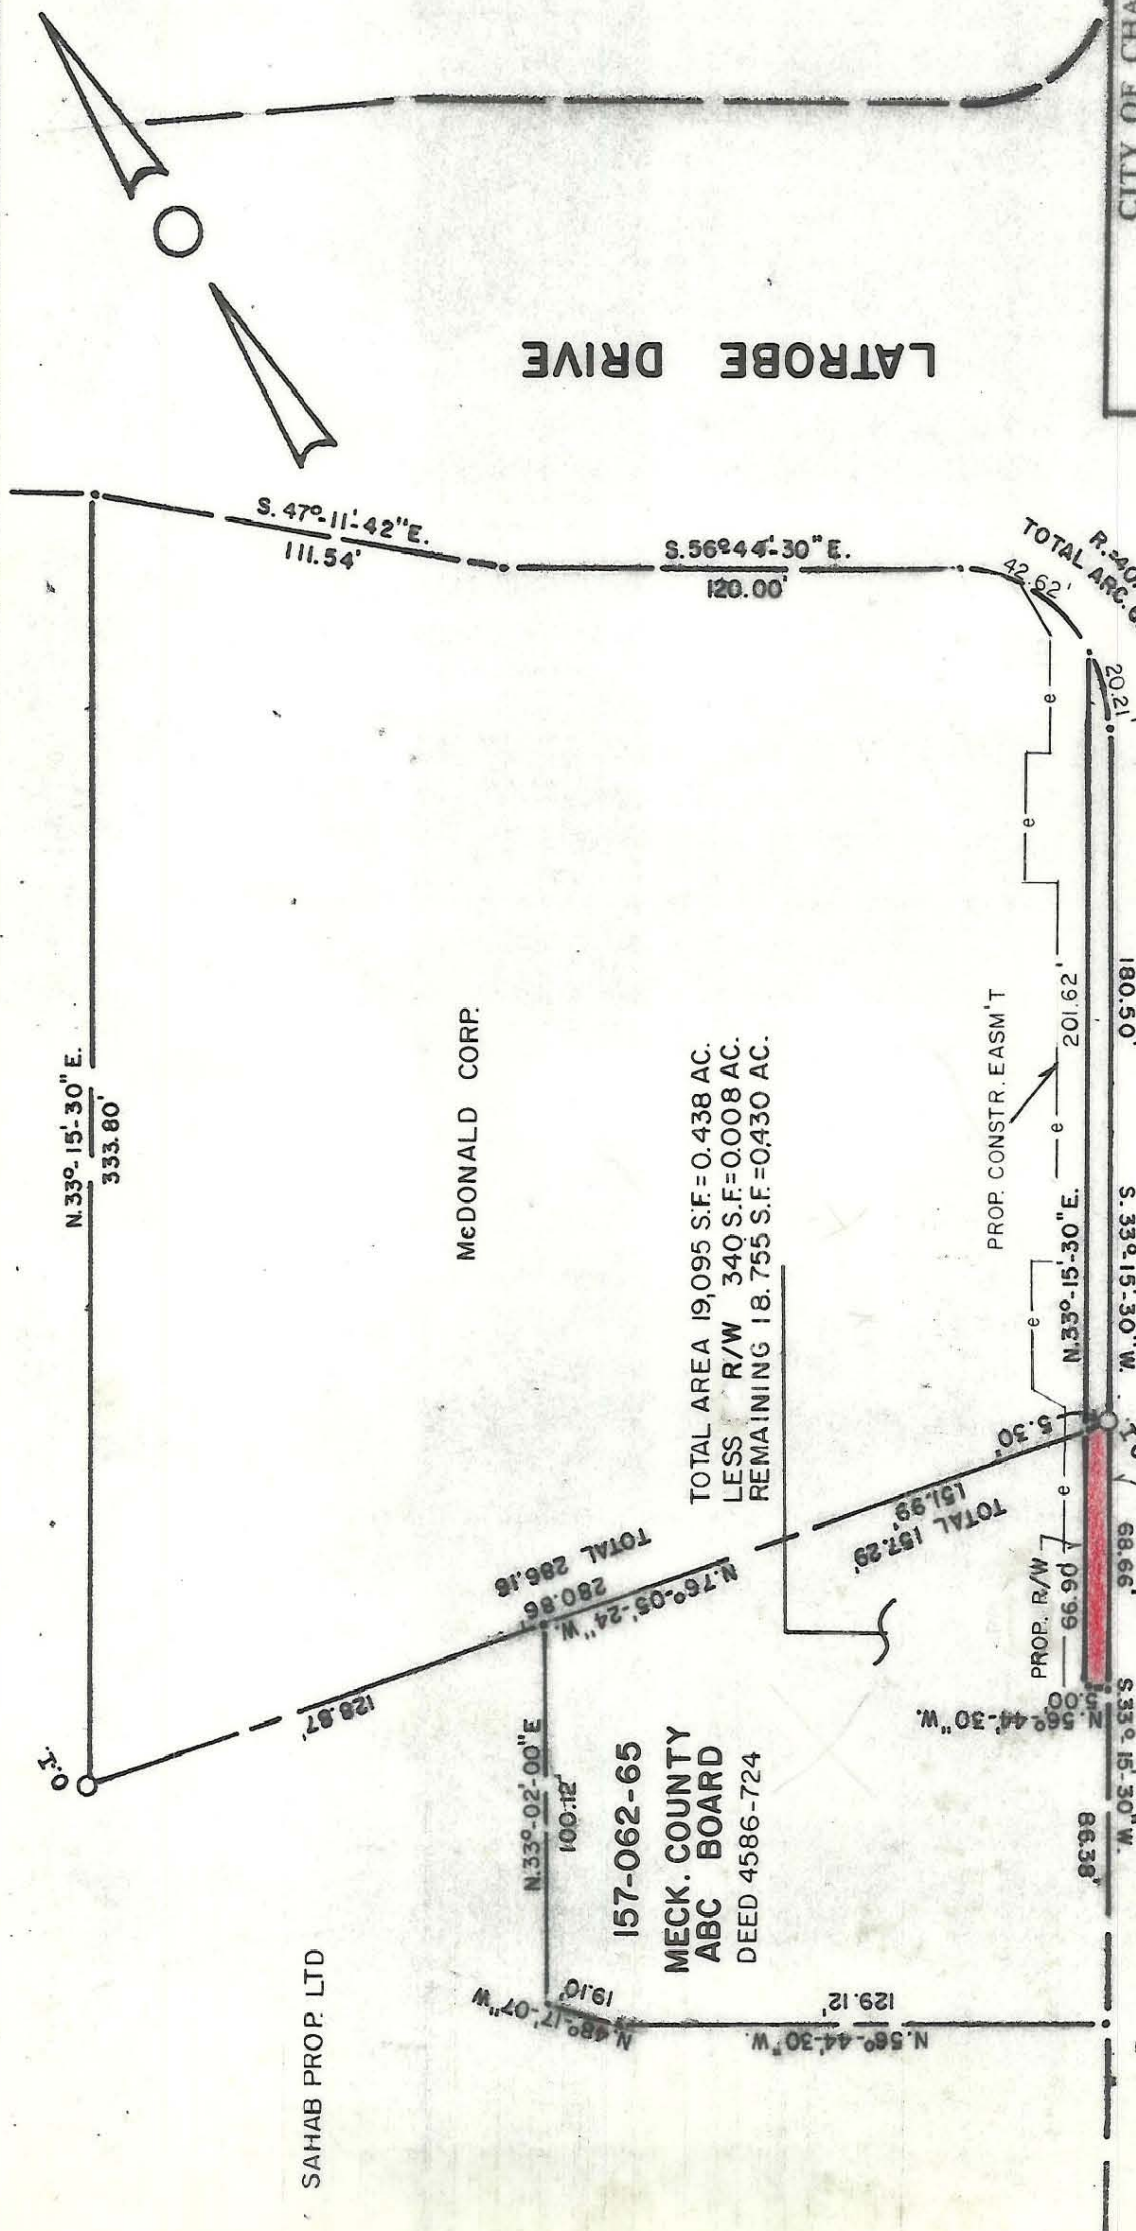 CITY OF
LATROBE DRIVE
S. 47°-11'-42"E.
111.54'
S.56°44'-30"E.
120.00'
42.62'
TOTAL ARC.
20.21'
N.33°-15'-30"E.
333.80'
McDONALD CORP.
TOTAL AREA 19,095 S.F.=0.438 AC.
LESS R/W 340 S.F.=0.008 AC.
REMAINING 18.755 S.F.=0.430 AC.
PROP. CONSTR. EASM'T
e
e
e
e
e
201.62'
N.33°-15'-30"E.
180.50'
S. 33°-15'-30"W.
O.I.
128.87'
TOTAL 286.18
280.86'
N.76°-05'-24"W.
TOTAL 157.29'
151.99'
5.30'
PROP. R/W
66.90'
68.66'
5.00'
N.56°-44'-30"W.
S.33°-15'-30"W.
86.38'
N.33°-02'-00"E
100.12'
157-062-65
MECK. COUNTY
ABC BOARD
DEED 4586-724
N.48°-17'-07"W
19.10'
129.12'
N.56°-44'-30"W.
SAHAB PROP. LTD